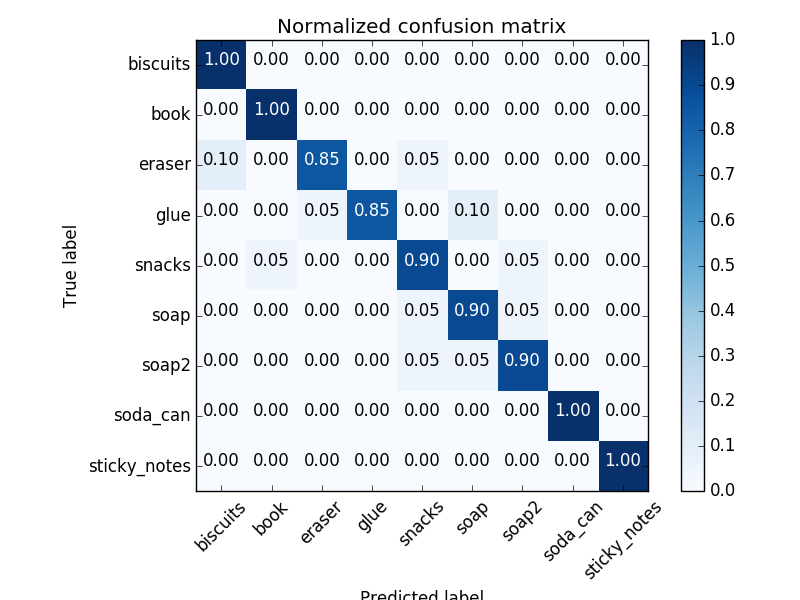 Normalized confusion matrix
biscuits 1.00 0.00 0.00 0.00 0.00 0.00 0.00 0.00 0.00
book 0.00 1.00 0.00 0.00 0.00 0.00 0.00 0.00 0.00
eraser 0.10 0.00 0.85 0.00 0.05 0.00 0.00 0.00 0.00
glue 0.00 0.00 0.05 0.85 0.00 0.10 0.00 0.00 0.00
snacks 0.00 0.05 0.00 0.00 0.90 0.00 0.05 0.00 0.00
soap 0.00 0.00 0.00 0.00 0.05 0.90 0.05 0.00 0.00
soap2 0.00 0.00 0.00 0.00 0.05 0.05 0.90 0.00 0.00
soda_can 0.00 0.00 0.00 0.00 0.00 0.00 0.00 1.00 0.00
sticky_notes 0.00 0.00 0.00 0.00 0.00 0.00 0.00 0.00 1.00
biscuits book eraser glue snacks soap soap2 soda_can sticky_notes
True label
Predicted label
1.0
0.9
0.8
0.7
0.6
0.5
0.4
0.3
0.2
0.1
0.0